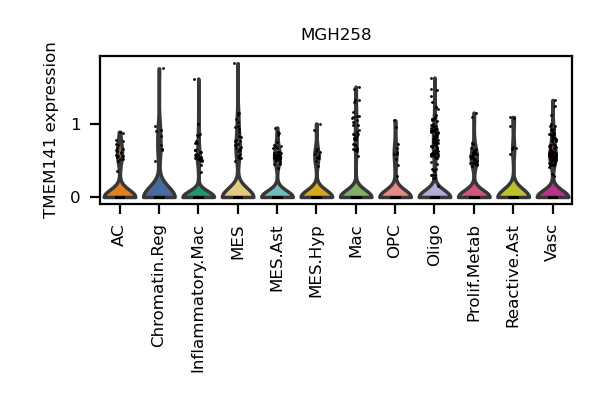 MGH258
TMEM141 expression
1
0
AC
Chromatin.Reg
Inflammatory.Mac
MES
MES.Ast
MES.Hyp
Mac
OPC
Oligo
Prolif.Metab
Reactive.Ast
Vasc